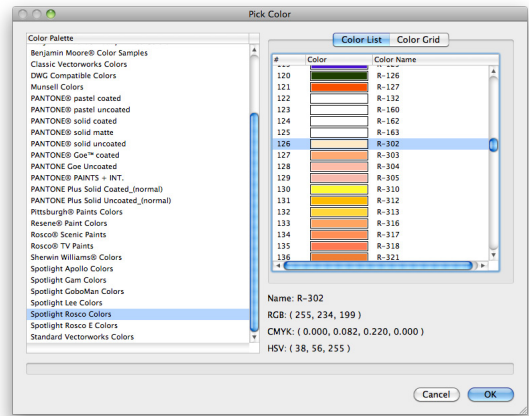 Pick Color
Color Palette
Benjamin Moore® Color Samples
Classic Vectorworks Colors
DWG Compatible Colors
Munsell Colors
PANTONE® pastel coated
PANTONE® pastel uncoated
PANTONE® solid coated
PANTONE® solid matte
PANTONE® solid uncoated
PANTONE® Goe™ coated
PANTONE Goe Uncoated
PANTONE® PAINTS + INT.
PANTONE Plus Solid Coated_(normal)
PANTONE Plus Solid Uncoated_(normal)
Pittsburgh® Paints Colors
Resene® Paint Colors
Rosco® Scenic Paints
Rosco® TV Paints
Sherwin Williams® Colors
Spotlight Apollo Colors
Spotlight Gam Colors
Spotlight GoboMan Colors
Spotlight Lee Colors
Spotlight Rosco Colors
Spotlight Rosco E Colors
Standard Vectorworks Colors
Color List Color Grid
# Color Color Name
120 R-126
121 R-127
122 R-132
123 R-160
124 R-162
125 R-163
126 R-302
127 R-303
128 R-304
129 R-305
130 R-310
131 R-312
132 R-313
133 R-316
134 R-317
135 R-318
136 R-321
Name: R-302
RGB: ( 255, 234, 199 )
CMYK: ( 0.000, 0.082, 0.220, 0.000 )
HSV: ( 38, 56, 255 )
Cancel OK